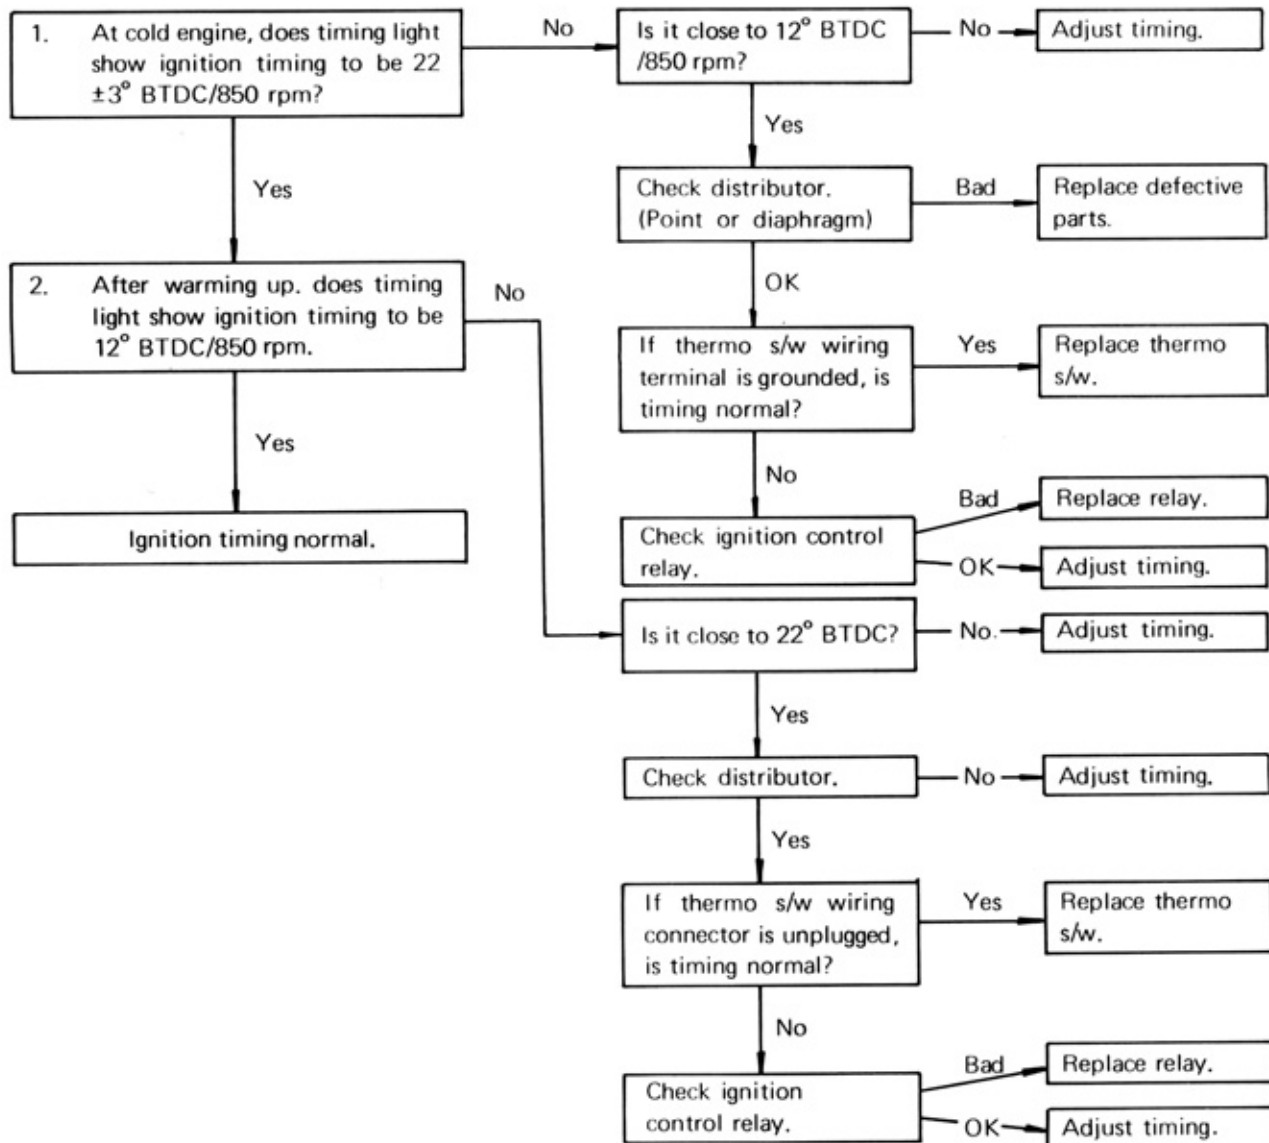 1. At cold engine, does timing light
show ignition timing to be 22
±3° BTDC/850 rpm?
No
Is it close to 12° BTDC
/850 rpm?
No
Adjust timing.
Yes
Yes
Check distributor.
(Point or diaphragm)
Bad
Replace defective
parts.
OK
2. After warming up. does timing
light show ignition timing to be
12° BTDC/850 rpm.
No
If thermo s/w wiring
terminal is grounded, is
timing normal?
Yes
Replace thermo
s/w.
Yes
No
Ignition timing normal.
Check ignition control
relay.
Bad
Replace relay.
OK
Adjust timing.
Is it close to 22° BTDC?
No.
Adjust timing.
Yes
Check distributor.
No
Adjust timing.
Yes
If thermo s/w wiring
connector is unplugged,
is timing normal?
Yes
Replace thermo
s/w.
No
Check ignition
control relay.
Bad
Replace relay.
OK
Adjust timing.